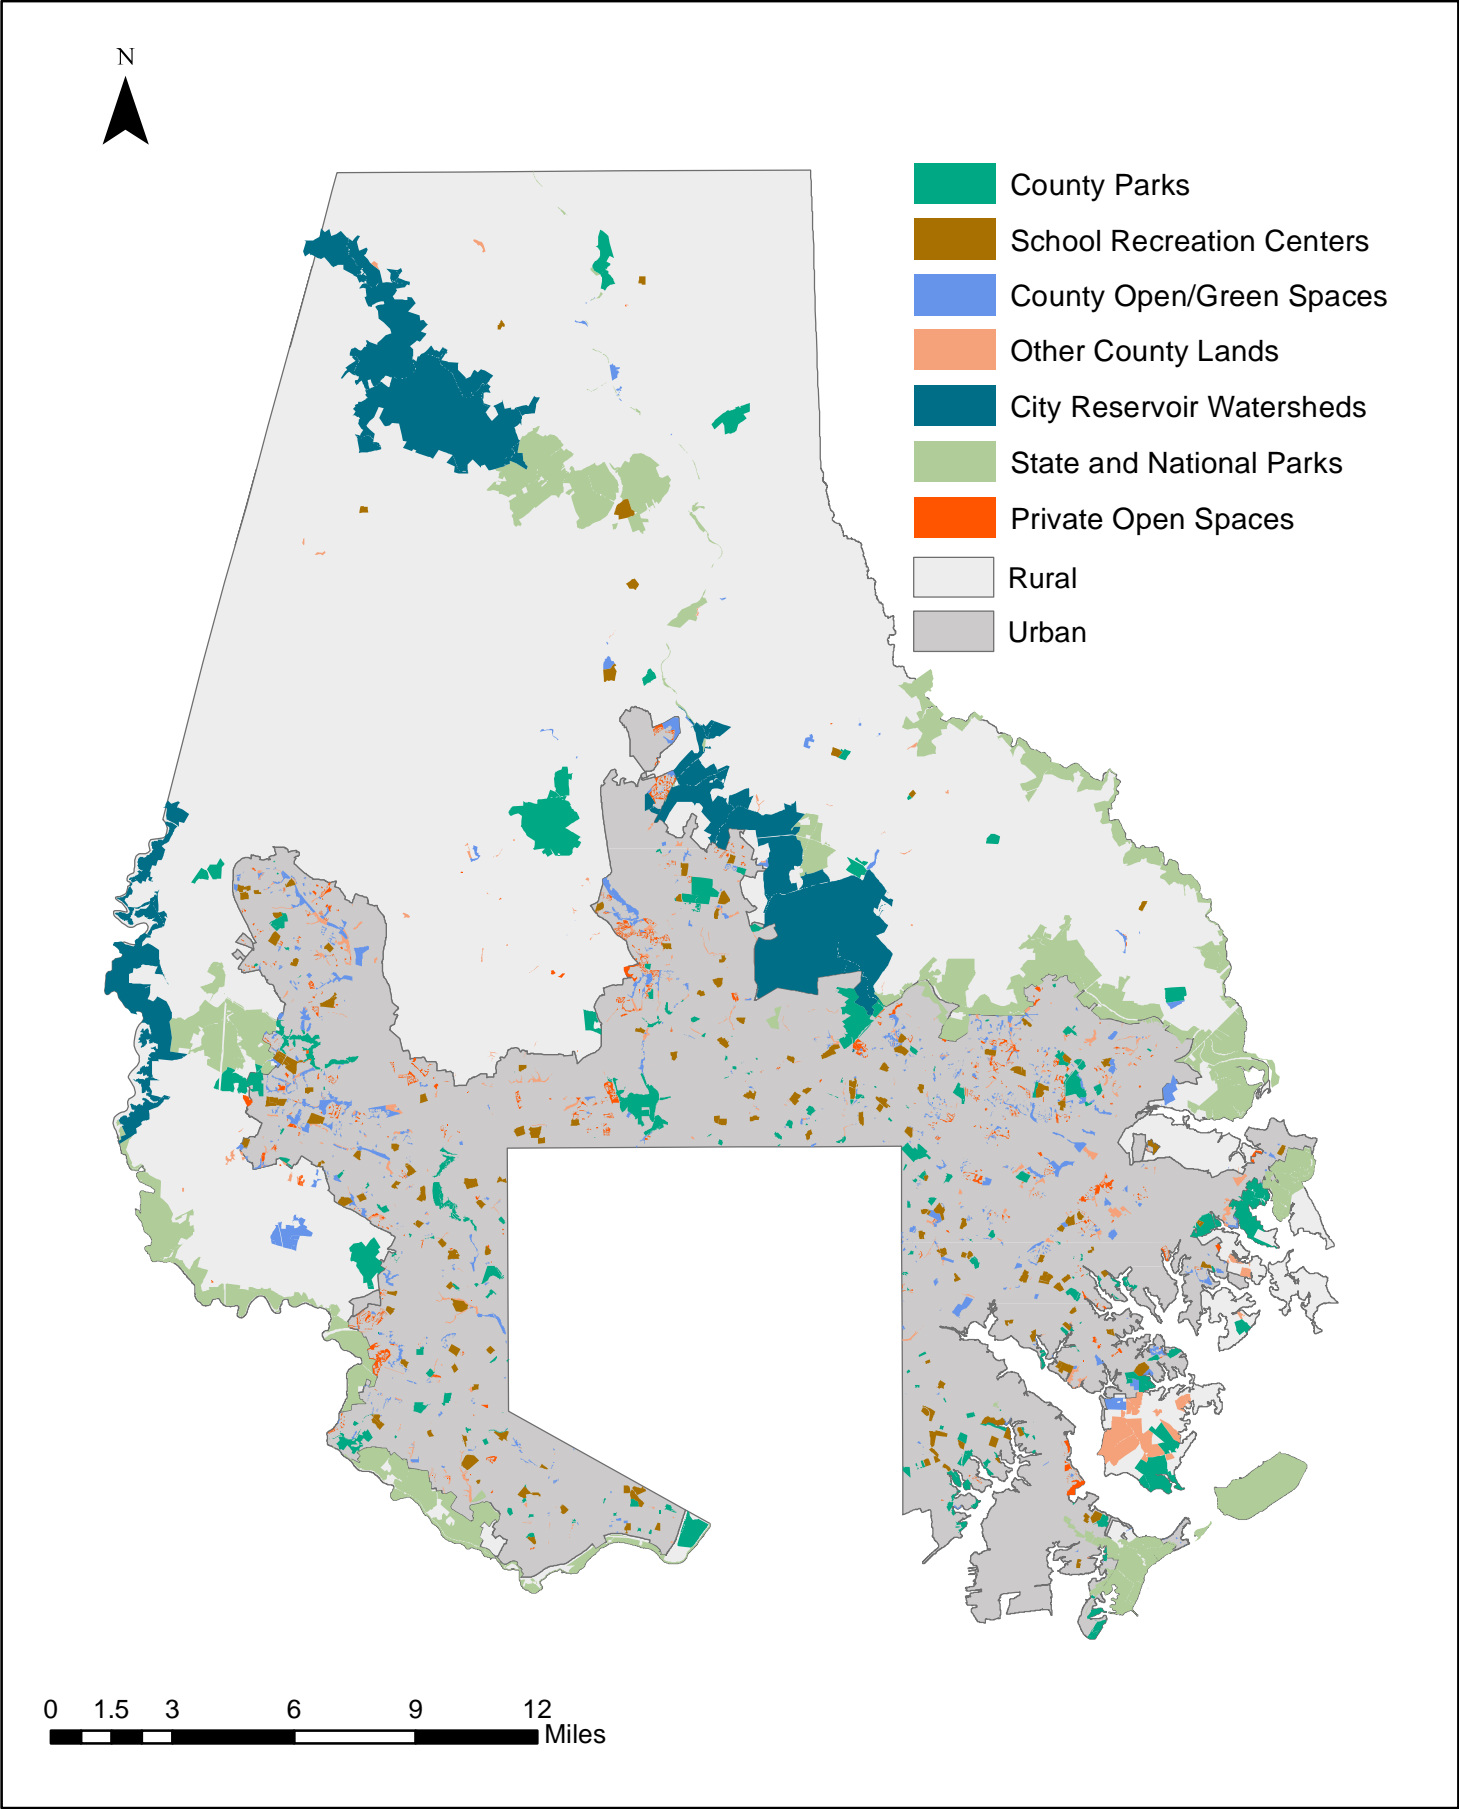 N
County Parks
School Recreation Centers
County Open/Green Spaces
Other County Lands
City Reservoir Watersheds
State and National Parks
Private Open Spaces
Rural
Urban
0 1.5 3 6 9 12
Miles